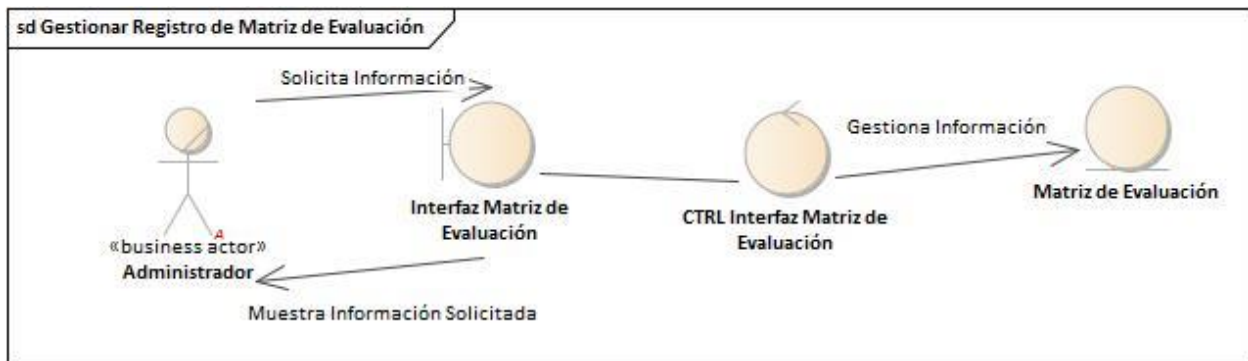 sd Gestionar Registro de Matriz de Evaluación
Solicita Información
Gestiona Información
Interfaz Matriz de
Evaluación
CTRL Interfaz Matriz de
Evaluación
Matriz de Evaluación
A
«business actor»
Administrador
Muestra Información Solicitada